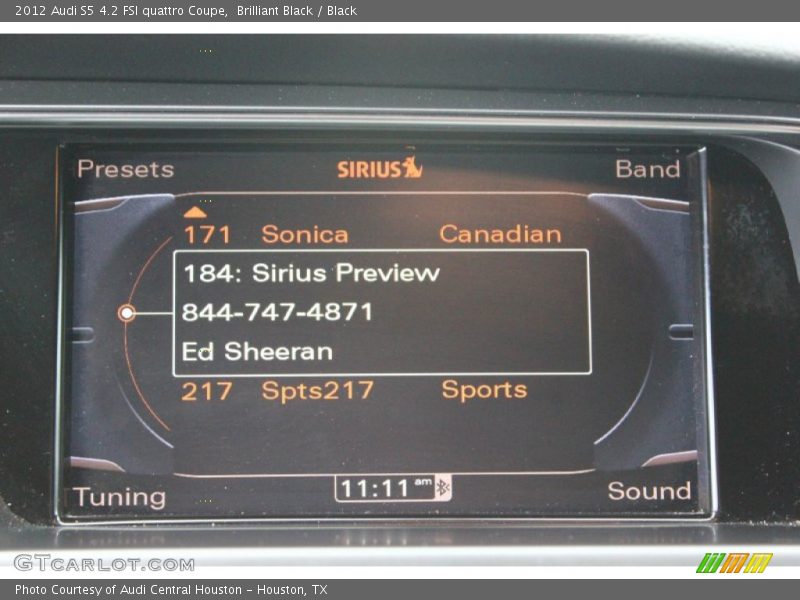 2012 Audi S5 4.2 FSI quattro Coupe,  Brilliant Black / Black
Presets SIRIUS Band
171 Sonica Canadian
184: Sirius Preview
844-747-4871
Ed Sheeran
217 Spts217 Sports
Tuning 11:11 am Sound
GTCARLOT.COM
Photo Courtesy of Audi Central Houston - Houston, TX